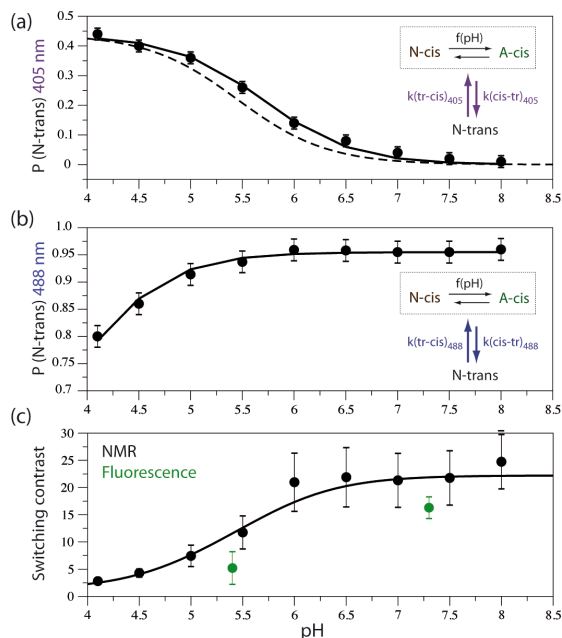 (a)
P (N-trans) 405 nm
0.5
0.4
0.3
0.2
0.1
0
4 4.5 5 5.5 6 6.5 7 7.5 8 8.5
f(pH)
N-cis A-cis
k(tr-cis)405 k(cis-tr)405
N-trans
(b)
P (N-trans) 488 nm
1.0
0.95
0.9
0.85
0.8
0.75
0.7
4 4.5 5 5.5 6 6.5 7 7.5 8 8.5
f(pH)
N-cis A-cis
k(tr-cis)488 k(cis-tr)488
N-trans
(c)
Switching contrast
30
25
20
15
10
5
0
NMR
Fluorescence
4 4.5 5 5.5 6 6.5 7 7.5 8 8.5
pH